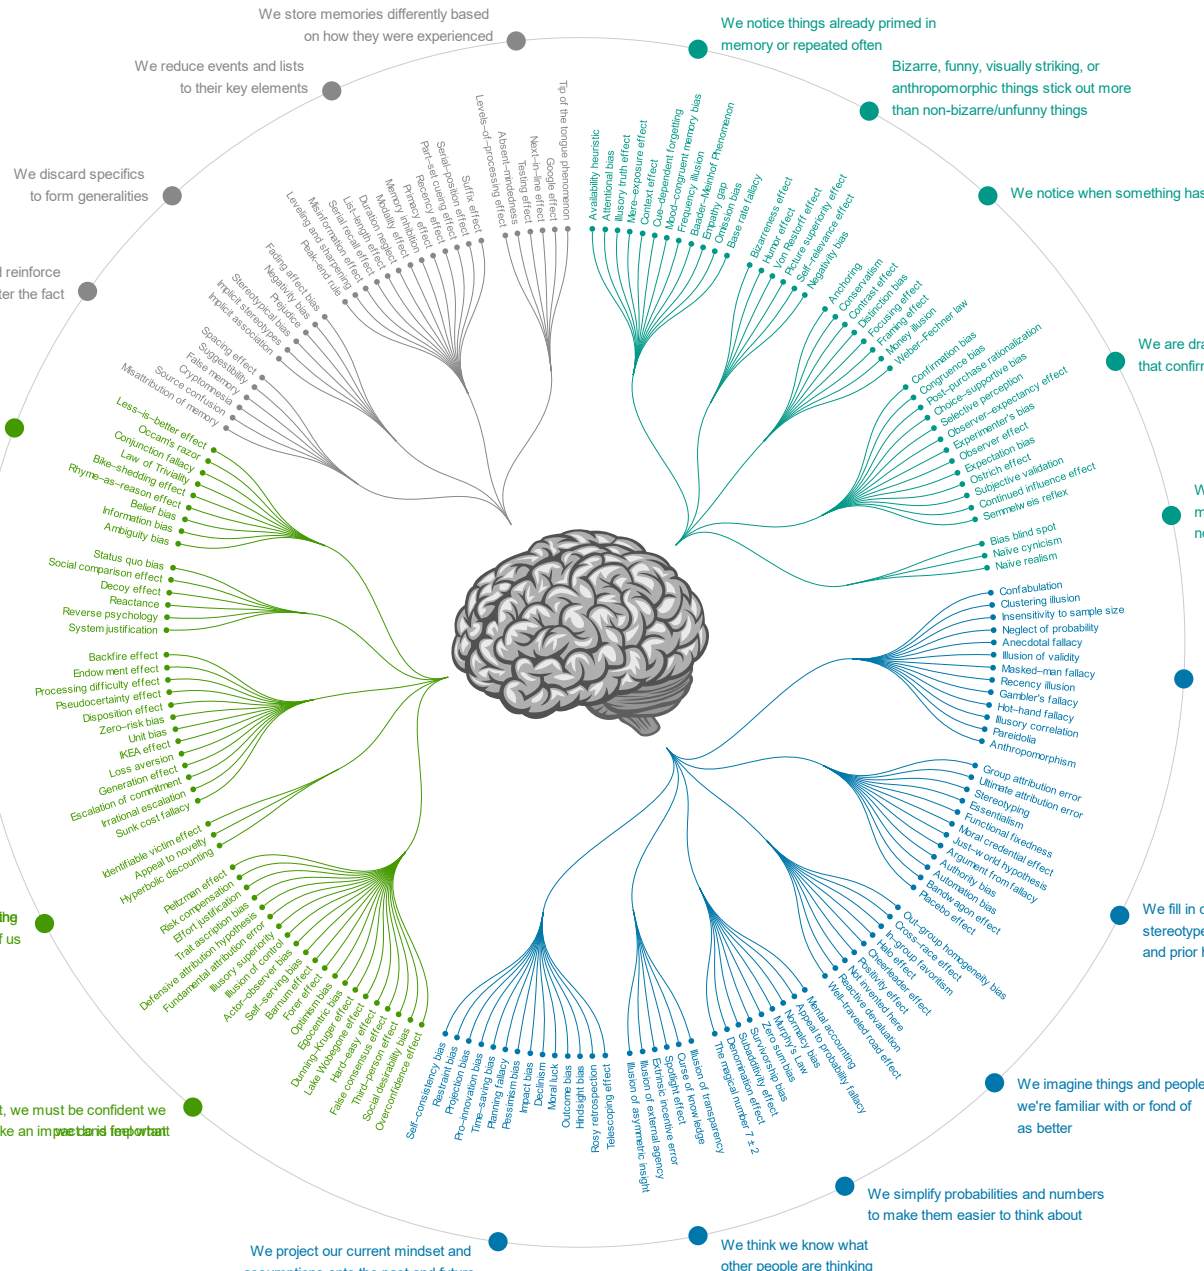 We store memories differently based
on how they were experienced
We reduce events and lists
to their key elements
We discard specifics
to form generalities
reinforce
ter the fact
We notice things already primed in
memory or repeated often
Bizarre, funny, visually striking, or
anthropomorphic things stick out more
than non-bizarre/unfunny things
We notice when something has
We are dra
that confirm
Tip of the tongue phenomenon
Google effect
Next–in–line effect
Testing effect
Absent–mindedness
Levels–of–processing effect
Suffix effect
Serial–position effect
Part–set cueing effect
Recency effect
Primacy effect
Memory inhibition
Modality effect
Duration neglect
List–length effect
Serial recall effect
Misinformation effect
Leveling and sharpening
Peak–end rule
Fading affect bias
Negativity bias
Prejudice
Stereotypical bias
Implicit stereotypes
Implicit association
Spacing effect
Suggestibility
False memory
Cryptomnesia
Source confusion
Misattribution of memory
Availability heuristic
Attentional bias
Illusory truth effect
Mere–exposure effect
Context effect
Cue–dependent forgetting
Mood–congruent memory bias
Frequency illusion
Baader–Meinhof Phenomenon
Empathy gap
Omission bias
Base rate fallacy
Bizarreness effect
Humor effect
Von Restorff effect
Picture superiority effect
Self–relevance effect
Negativity bias
Anchoring
Conservatism
Contrast effect
Distinction bias
Focusing effect
Framing effect
Money illusion
Weber–Fechner law
Confirmation bias
Congruence bias
Post–purchase rationalization
Choice–supportive bias
Selective perception
Observer–expectancy effect
Experimenter's bias
Observer effect
Expectation bias
Ostrich effect
Subjective validation
Continued influence effect
Semmelweis reflex
Bias blind spot
Naïve cynicism
Naïve realism
Confabulation
Clustering illusion
Insensitivity to sample size
Neglect of probability
Anecdotal fallacy
Illusion of validity
Masked–man fallacy
Recency illusion
Gambler's fallacy
Hot–hand fallacy
Illusory correlation
Pareidolia
Anthropomorphism
Group attribution error
Ultimate attribution error
Stereotyping
Essentialism
Functional fixedness
Moral credential effect
Just–world hypothesis
Argument from fallacy
Authority bias
Automation bias
Bandwagon effect
Placebo effect
We fill in c
stereotype
and prior h
Out–group homogeneity bias
Cross–race effect
In–group favoritism
Halo effect
Cheerleader effect
Positivity effect
Not invented here
Reactive devaluation
Well–traveled road effect
We imagine things and people
we're familiar with or fond of
as better
Mental accounting
Appeal to probability fallacy
Normalcy bias
Murphy's Law
Zero sum bias
Survivorship bias
Subadditivity effect
Denomination effect
The magical number 7 ± 2
We simplify probabilities and numbers
to make them easier to think about
Illusion of transparency
Curse of knowledge
Spotlight effect
Extrinsic incentive error
Illusion of external agency
Illusion of asymmetric insight
We think we know what
other people are thinking
Telescoping effect
Rosy retrospection
Hindsight bias
Outcome bias
Moral luck
Declinism
Impact bias
Pessimism bias
Planning fallacy
Time–saving bias
Pro–innovation bias
Projection bias
Restraint bias
Self–consistency bias
We project our current mindset and
assumptions onto the past and future
Less–is–better effect
Occam's razor
Conjunction fallacy
Law of Triviality
Bike–shedding effect
Rhyme–as–reason effect
Belief bias
Information bias
Ambiguity bias
Status quo bias
Social comparison effect
Decoy effect
Reactance
Reverse psychology
System justification
Backfire effect
Endowment effect
Processing difficulty effect
Pseudocertainty effect
Disposition effect
Zero–risk bias
Unit bias
IKEA effect
Loss aversion
Generation effect
Escalation of commitment
Irrational escalation
Sunk cost fallacy
Identifiable victim effect
Appeal to novelty
Hyperbolic discounting
f us
Peltzman effect
Risk compensation
Effort justification
Trait ascription bias
Defensive attribution hypothesis
Fundamental attribution error
Illusory superiority
Illusion of control
Actor–observer bias
Self–serving bias
Barnum effect
Forer effect
Optimism bias
Egocentric bias
Dunning–Kruger effect
Lake Wobegone effect
Hard–easy effect
False consensus effect
Third–person effect
Social desirability bias
Overconfidence effect
t, we must be confident we